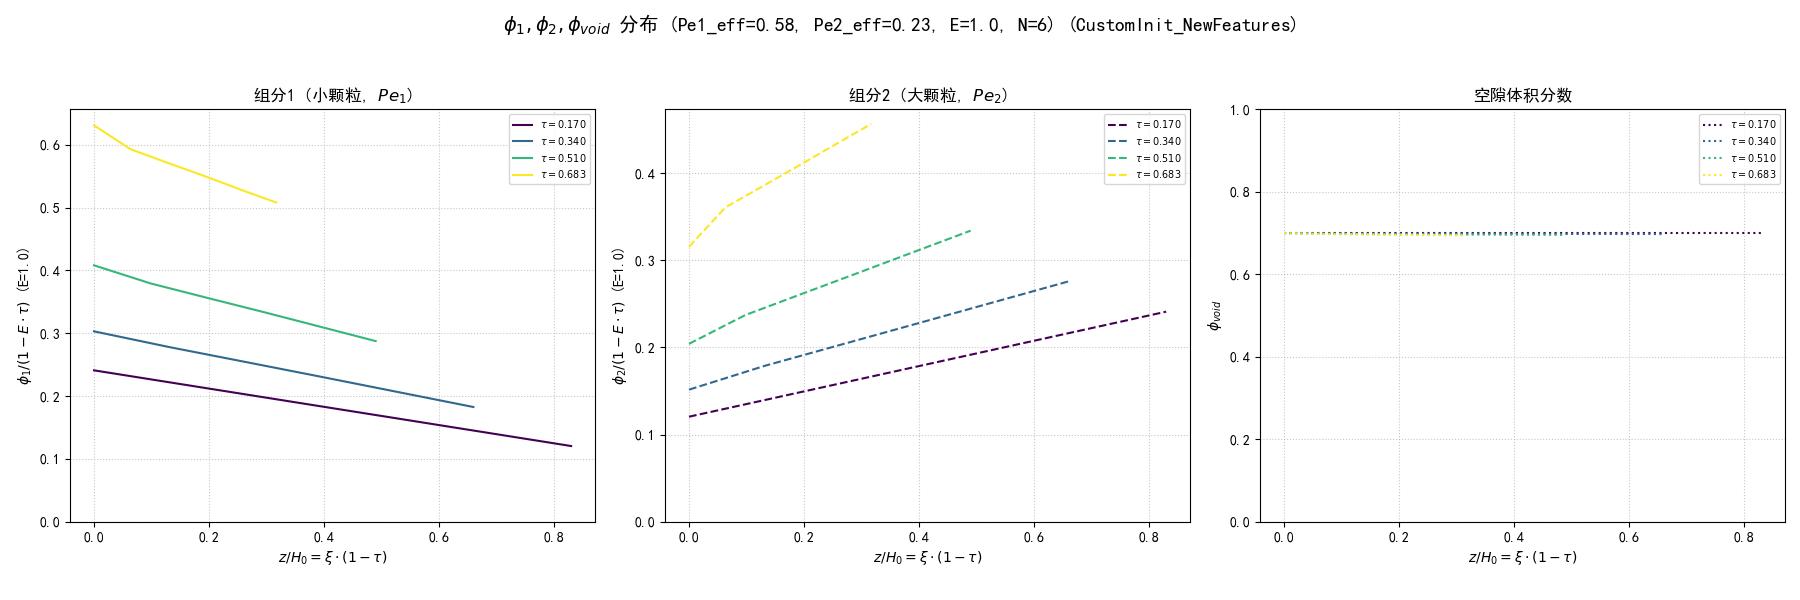 ϕ₁, ϕ₂, ϕ_void 分布 (Pe1_eff=0.58, Pe2_eff=0.23, E=1.0, N=6) (CustomInit_NewFeatures)
组分1 (小颗粒, Pe₁)
τ = 0.170
τ = 0.340
τ = 0.510
τ = 0.683
0.6
0.5
0.4
0.3
0.2
0.1
0.0
ϕ₁/(1 − E · τ) (E=1.0)
0.0 0.2 0.4 0.6 0.8
z/H₀ = ξ · (1 − τ)
组分2 (大颗粒, Pe₂)
τ = 0.170
τ = 0.340
τ = 0.510
τ = 0.683
0.4
0.3
0.2
0.1
0.0
ϕ₂/(1 − E · τ) (E=1.0)
0.0 0.2 0.4 0.6 0.8
z/H₀ = ξ · (1 − τ)
空隙体积分数
τ = 0.170
τ = 0.340
τ = 0.510
τ = 0.683
1.0
0.8
0.6
0.4
0.2
0.0
ϕ_void
0.0 0.2 0.4 0.6 0.8
z/H₀ = ξ · (1 − τ)